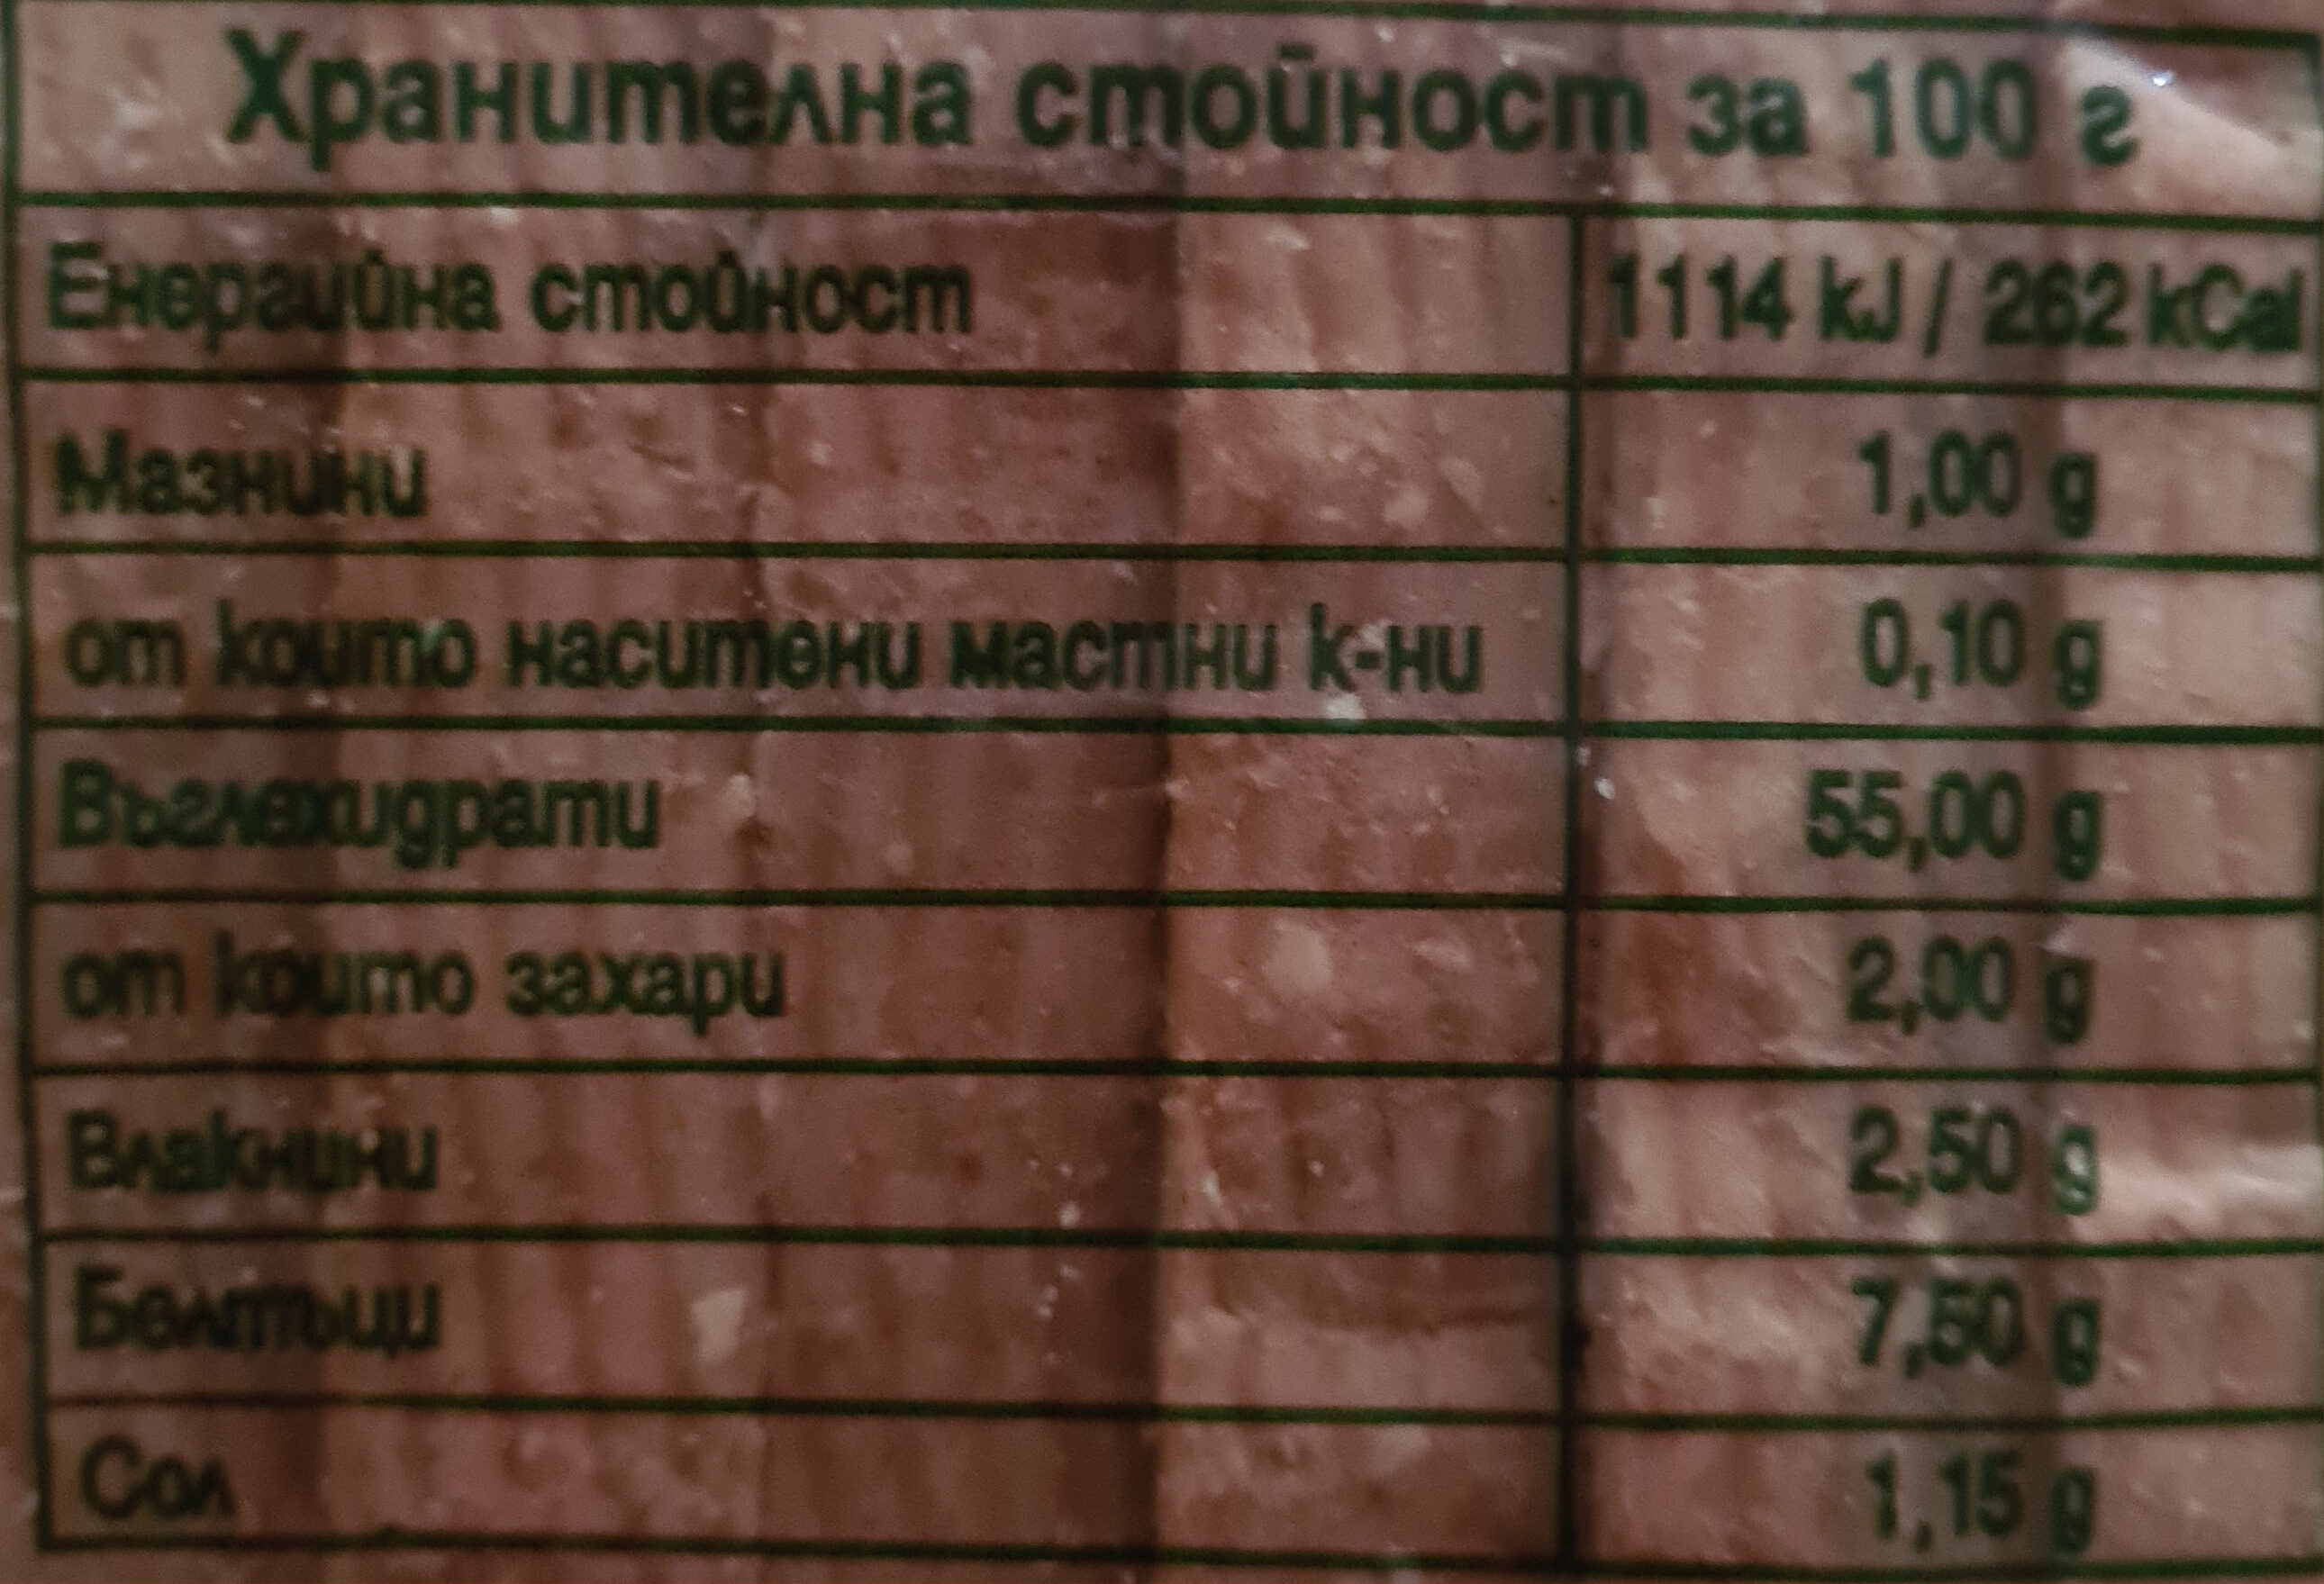 Хранителна стойност за 100 г
Енергийна стойност 1114 kJ / 262 kCal
Мазнини 1,00 g
от които наситени мастни к-ни 0,10 g
Въглехидрати 55,00 g
от които захари 2,00 g
Влакнини 2,50 g
Белтъци 7,50 g
Сол 1,15 g